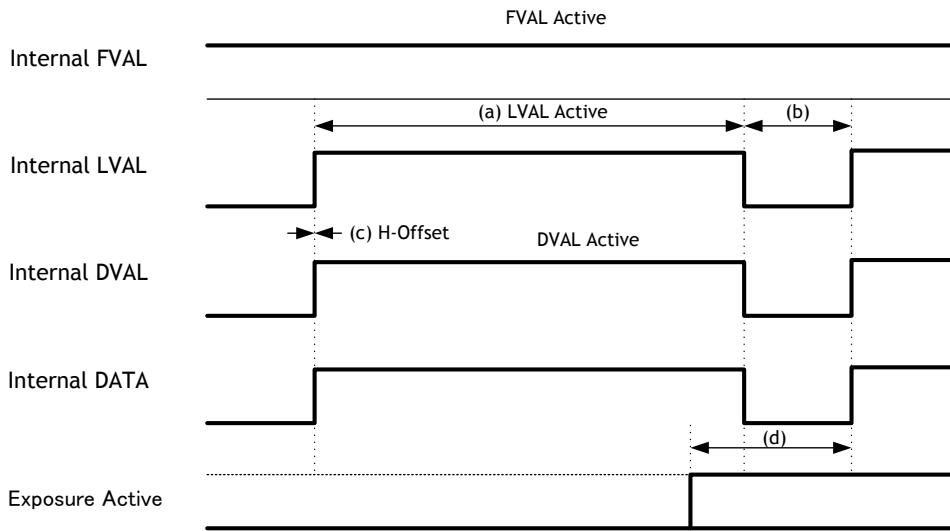 FVAL Active
Internal FVAL
(a) LVAL Active
(b)
Internal LVAL
(c) H-Offset
DVAL Active
Internal DVAL
Internal DATA
(d)
Exposure Active